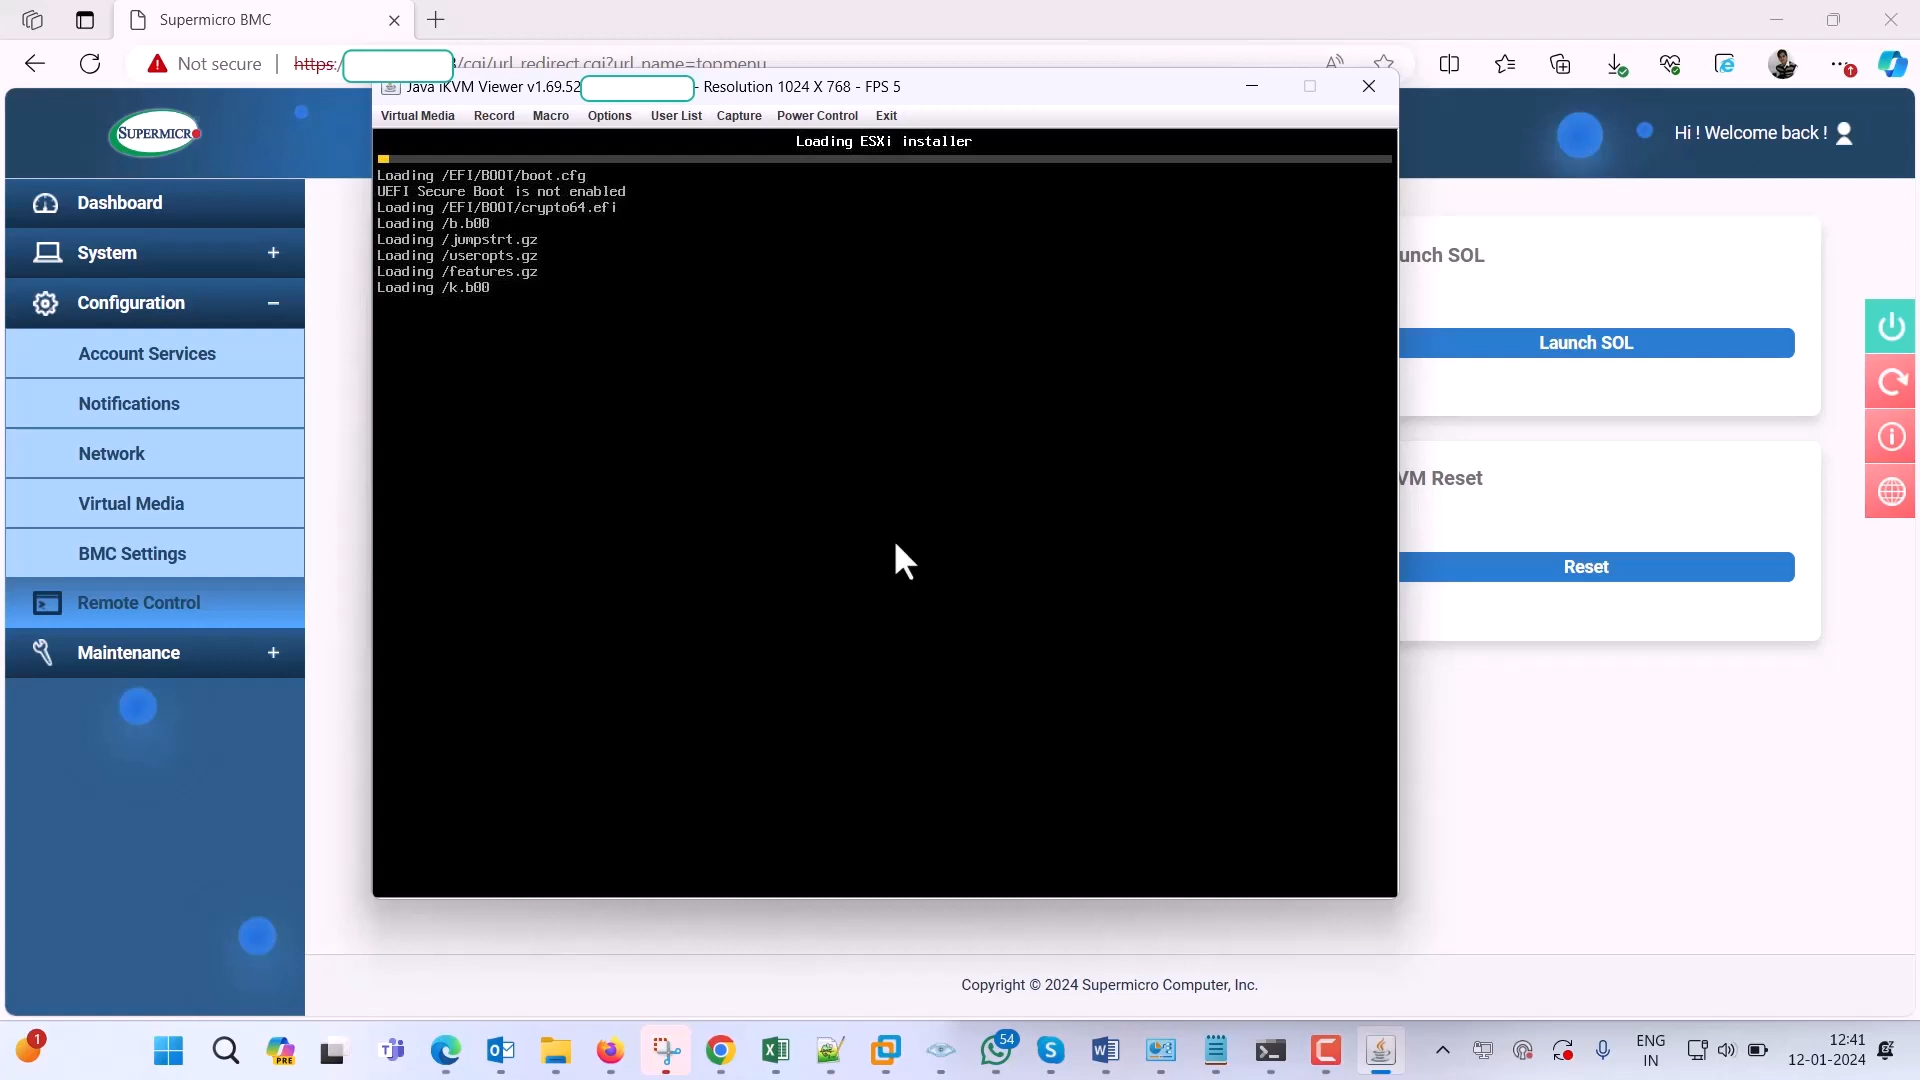 Supermicro BMC
Not secure
https:/ 3/cgi/url_redirect.cgi?url_name=topmenu
Java iKVM Viewer v1.69.52 - Resolution 1024 X 768 - FPS 5
Virtual Media Record Macro Options User List Capture Power Control Exit
SUPERMICRO
Hi ! Welcome back !
Loading ESXi installer
Loading /EFI/BOOT/boot.cfg
UEFI Secure Boot is not enabled
Loading /EFI/BOOT/crypto64.efi
Loading /b.b00
Loading /jumpstrt.gz
Loading /useropts.gz
Loading /features.gz
Loading /k.b00
Dashboard
System
Configuration
Account Services
Notifications
Network
Virtual Media
BMC Settings
Remote Control
Maintenance
unch SOL
Launch SOL
VM Reset
Reset
Copyright © 2024 Supermicro Computer, Inc.
1
PRE
54
ENG
IN
12:41
12-01-2024